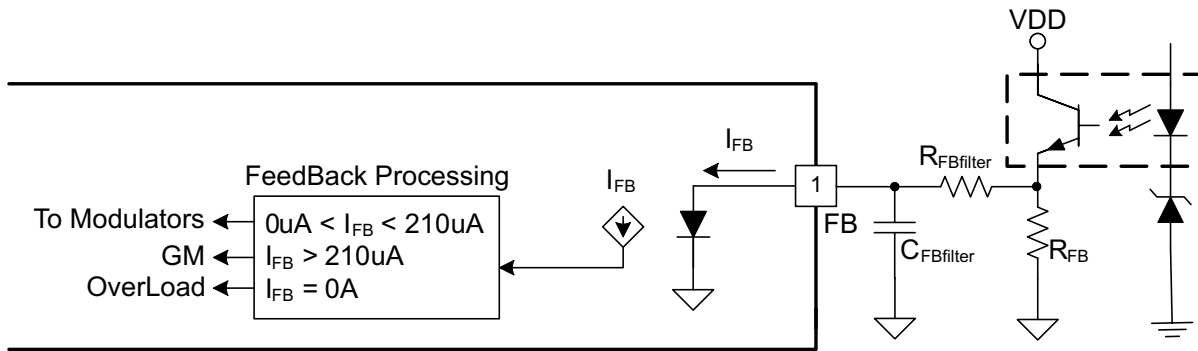 VDD
I_FB
1
FB
R_FBfilter
C_FBfilter
R_FB
FeedBack Processing
I_FB
To Modulators
0uA < I_FB < 210uA
GM
I_FB > 210uA
OverLoad
I_FB = 0A